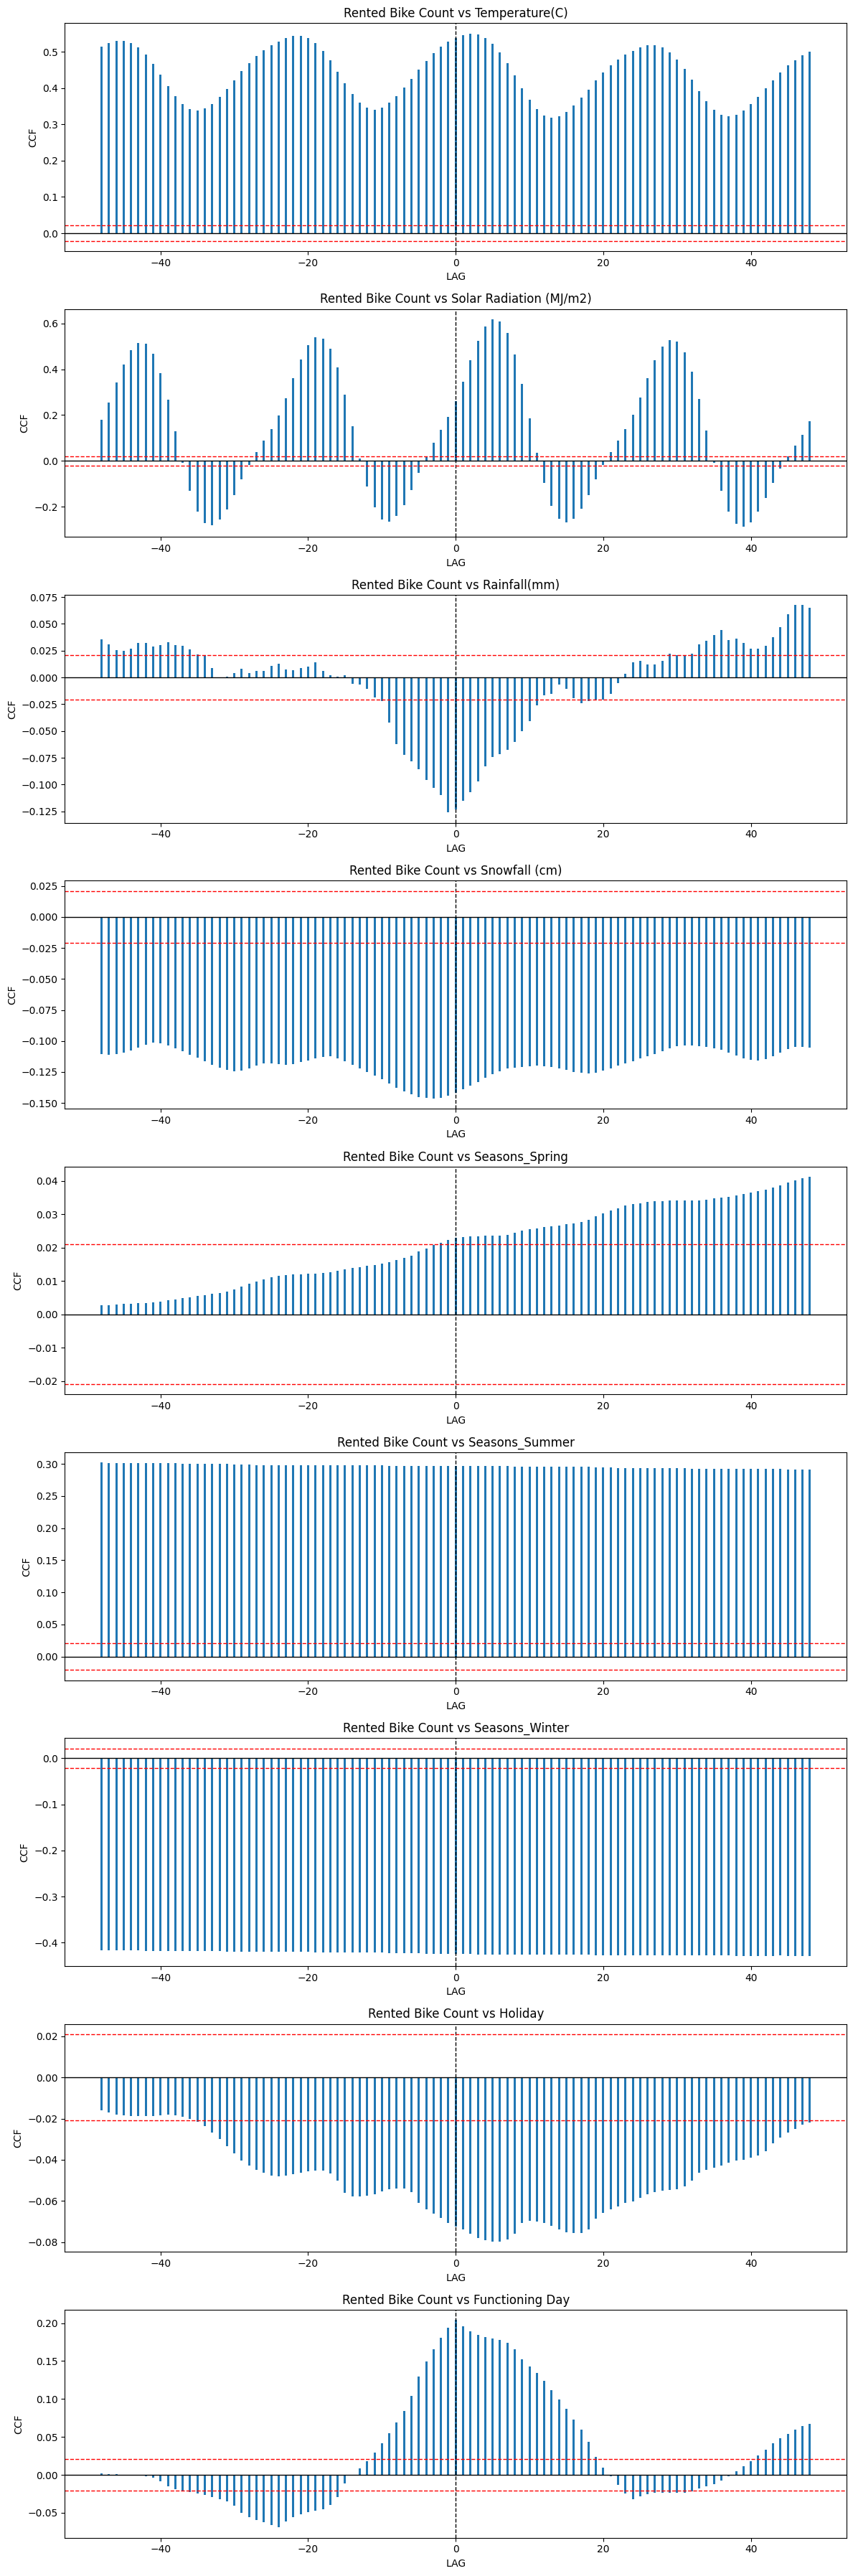 Rented Bike Count vs Temperature(C)
0.5
0.4
0.3
0.2
0.1
0.0
CCF
−40 −20 0 20 40
LAG
Rented Bike Count vs Solar Radiation (MJ/m2)
0.6
0.4
0.2
0.0
−0.2
CCF
−40 −20 0 20 40
LAG
Rented Bike Count vs Rainfall(mm)
0.075
0.050
0.025
0.000
−0.025
−0.050
−0.075
−0.100
−0.125
CCF
−40 −20 0 20 40
LAG
Rented Bike Count vs Snowfall (cm)
0.025
0.000
−0.025
−0.050
−0.075
−0.100
−0.125
−0.150
CCF
−40 −20 0 20 40
LAG
Rented Bike Count vs Seasons_Spring
0.04
0.03
0.02
0.01
0.00
−0.01
−0.02
CCF
−40 −20 0 20 40
LAG
Rented Bike Count vs Seasons_Summer
0.30
0.25
0.20
0.15
0.10
0.05
0.00
CCF
−40 −20 0 20 40
LAG
Rented Bike Count vs Seasons_Winter
0.0
−0.1
−0.2
−0.3
−0.4
CCF
−40 −20 0 20 40
LAG
Rented Bike Count vs Holiday
0.02
0.00
−0.02
−0.04
−0.06
−0.08
CCF
−40 −20 0 20 40
LAG
Rented Bike Count vs Functioning Day
0.20
0.15
0.10
0.05
0.00
−0.05
CCF
−40 −20 0 20 40
LAG